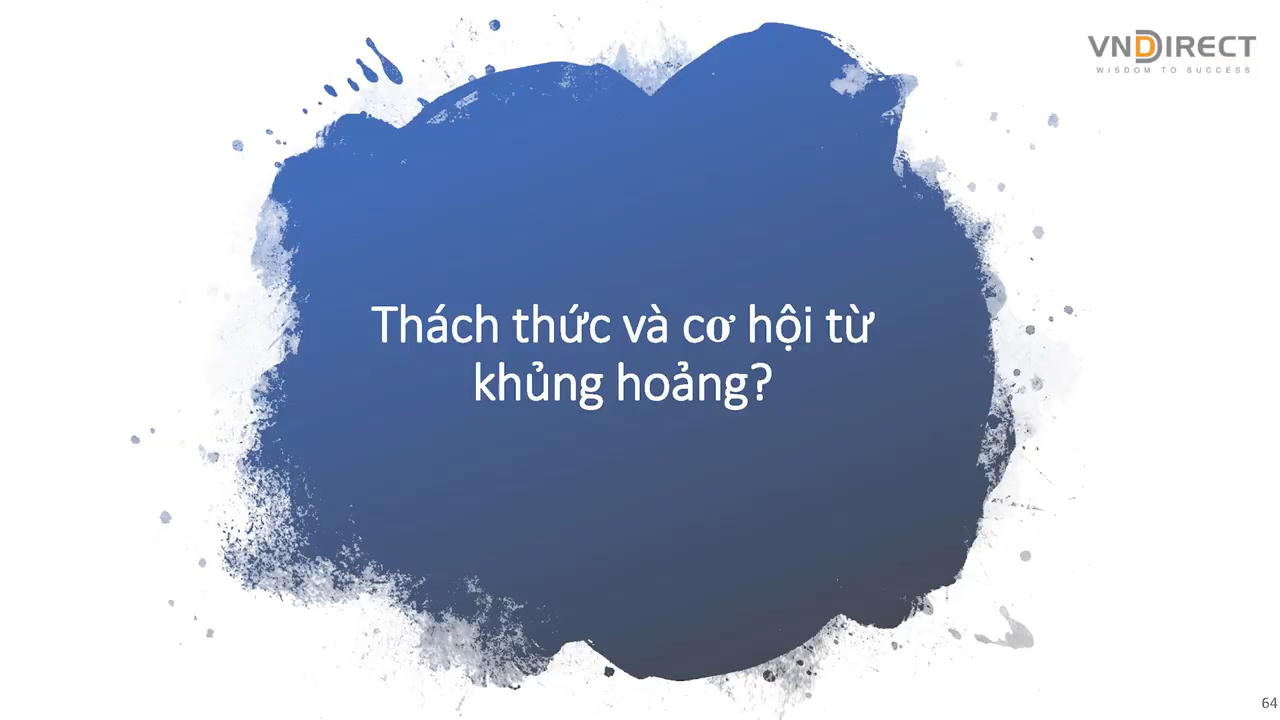 VNDIRECT
WISDOM TO SUCCESS
Thách thức và cơ hội từ
khủng hoảng?
64